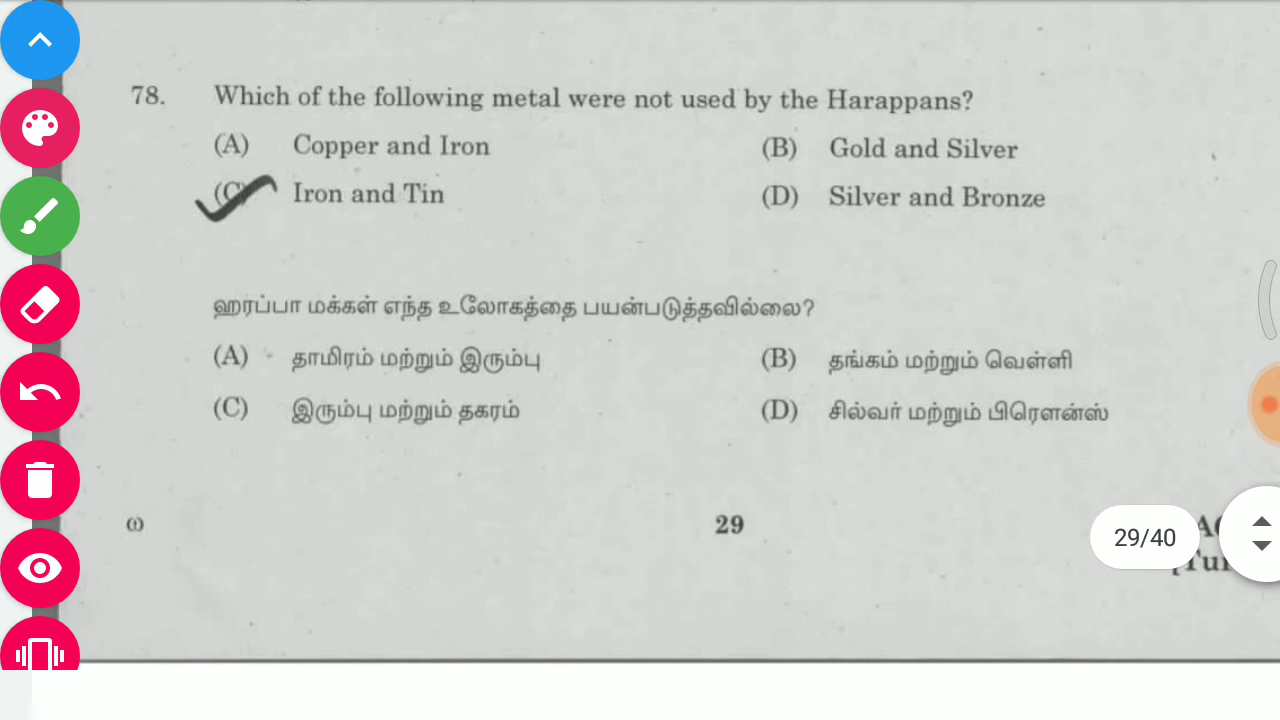 78. Which of the following metal were not used by the Harappans?
(A) Copper and Iron (B) Gold and Silver
(C) Iron and Tin (D) Silver and Bronze
ஹரப்பா மக்கள் எந்த உலோகத்தை பயன்படுத்தவில்லை?
(A) தாமிரம் மற்றும் இரும்பு (B) தங்கம் மற்றும் வெள்ளி
(C) இரும்பு மற்றும் தகரம் (D) சில்வர் மற்றும் பிரௌன்ஸ்
ω 29
29/40